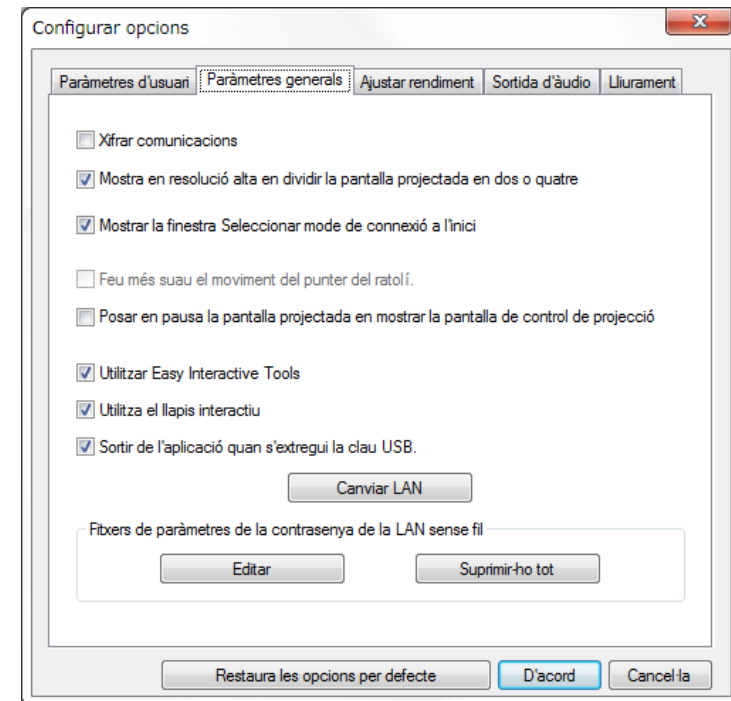 Configurar opcions
Paràmetres d'usuari Paràmetres generals Ajustar rendiment Sortida d'àudio Lliurament
Xifrar comunicacions
Mostra en resolució alta en dividir la pantalla projectada en dos o quatre
Mostrar la finestra Seleccionar mode de connexió a l'inici
Feu més suau el moviment del punter del ratolí.
Posar en pausa la pantalla projectada en mostrar la pantalla de control de projecció
Utilitzar Easy Interactive Tools
Utilitza el llapis interactiu
Sortir de l'aplicació quan s'extregui la clau USB.
Canviar LAN
Fitxers de paràmetres de la contrasenya de la LAN sense fil
Editar Suprimir-ho tot
Restaura les opcions per defecte D'acord Cancel·la